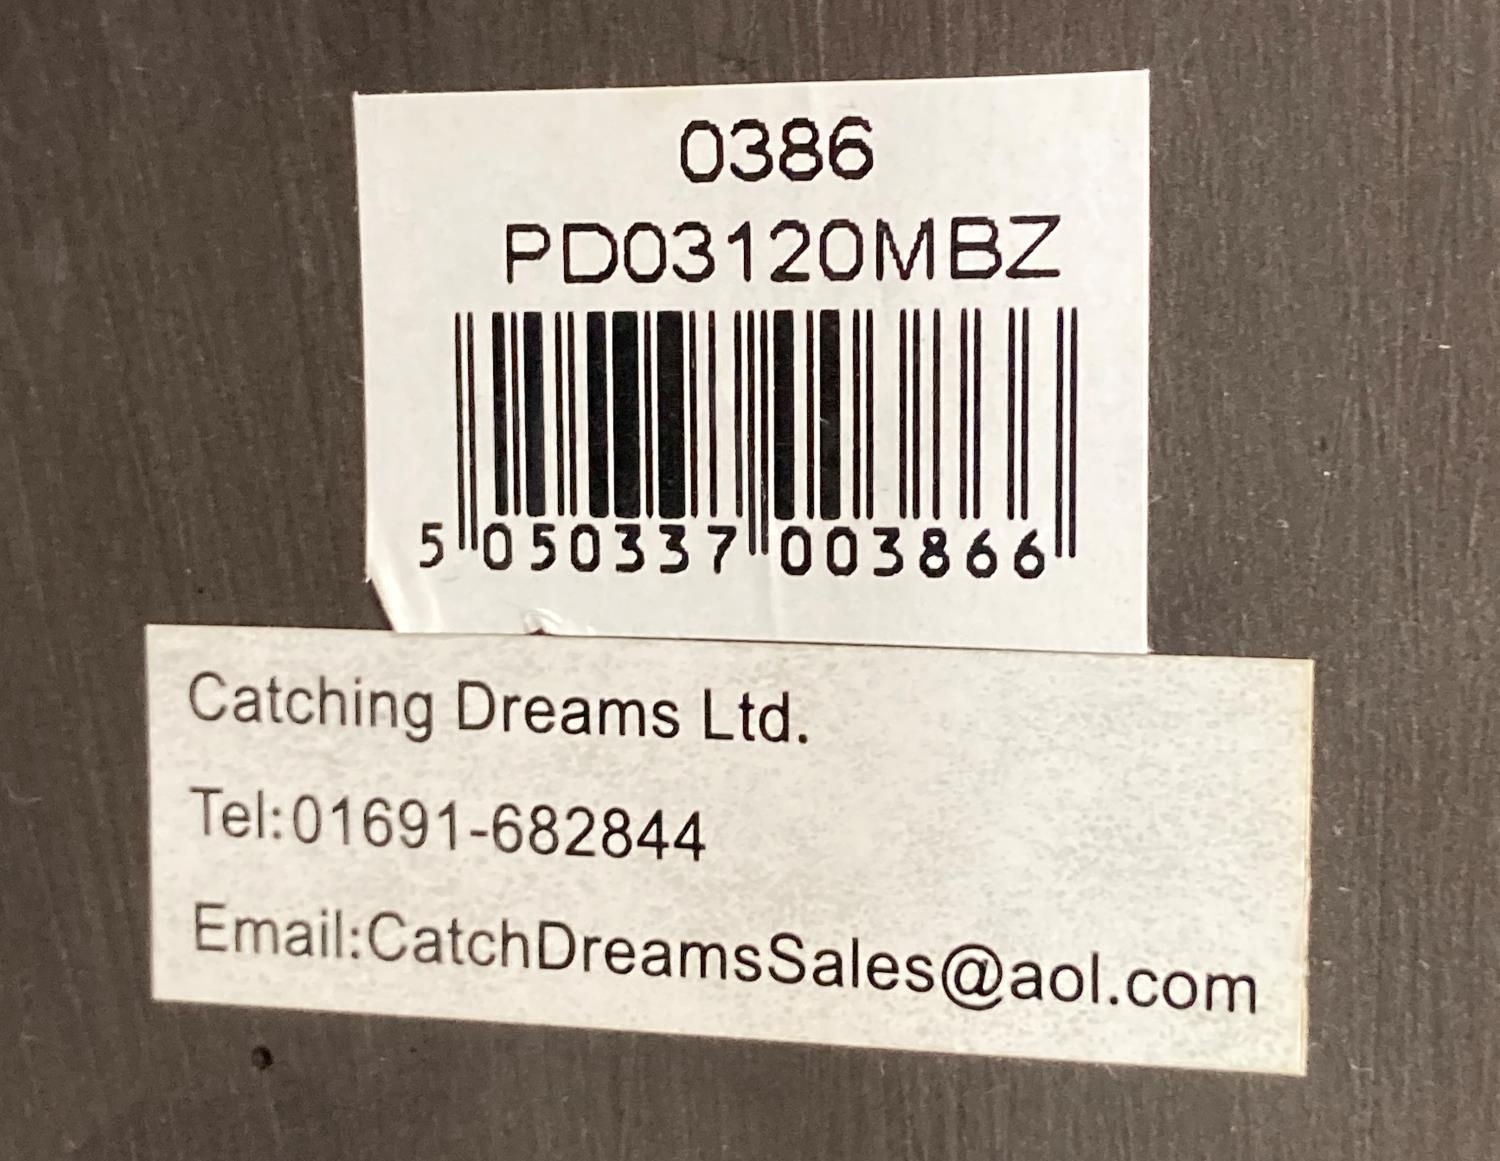 0386
PD03120MBZ
5 050337 003866
Catching Dreams Ltd.
Tel:01691-682844
Email:CatchDreamsSales@aol.com